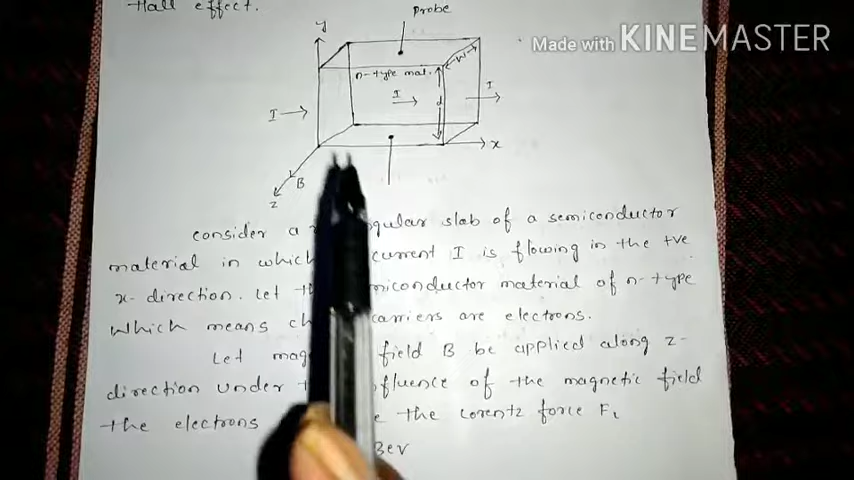 Hall effect.
Probe
y
W
n-type mat.
I
d
I
I
x
B
z
Made with KINEMASTER
consider a gular slab of a semiconductor
material in which current I is flowing in the +ve
x-direction. Let miconductor material of n-type
which means carriers are electrons.
Let field B be applied along z-
direction under fluence of the magnetic field
the electrons the Lorentz force FL
Bev